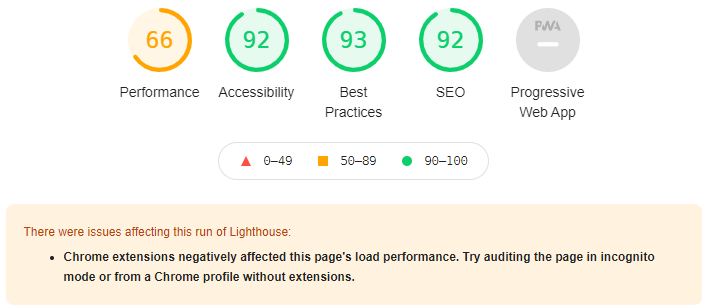 66 92 93 92 PWA
Performance Accessibility Best Practices SEO Progressive Web App
0–49 50–89 90–100
There were issues affecting this run of Lighthouse:
• Chrome extensions negatively affected this page's load performance. Try auditing the page in incognito
mode or from a Chrome profile without extensions.